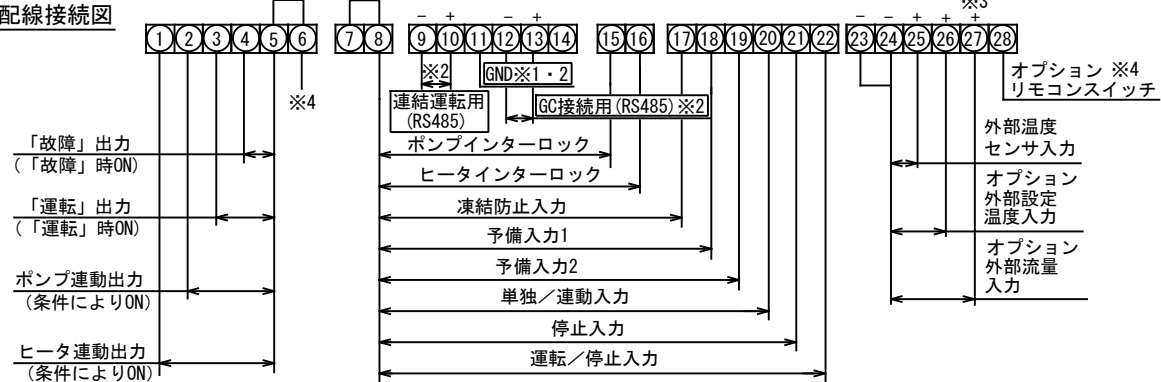 配線接続図
※3
－ ＋ － ＋ － － ＋ ＋ ＋
① ② ③ ④ ⑤ ⑥ ⑦ ⑧ ⑨ ⑩ ⑪ ⑫ ⑬ ⑭ ⑮ ⑯ ⑰ ⑱ ⑲ ⑳ ㉑ ㉒ ㉓ ㉔ ㉕ ㉖ ㉗ ㉘
※4
※2
連結運転用
(RS485)
GND※1・2
GC接続用(RS485)※2
オプション ※4
リモコンスイッチ
「故障」出力
(「故障」時ON)
「運転」出力
(「運転」時ON)
ポンプ連動出力
(条件によりON)
ヒータ連動出力
(条件によりON)
ポンプインターロック
ヒータインターロック
凍結防止入力
予備入力1
予備入力2
単独／連動入力
停止入力
運転／停止入力
外部温度
センサ入力
オプション
外部設定
温度入力
オプション
外部流量
入力